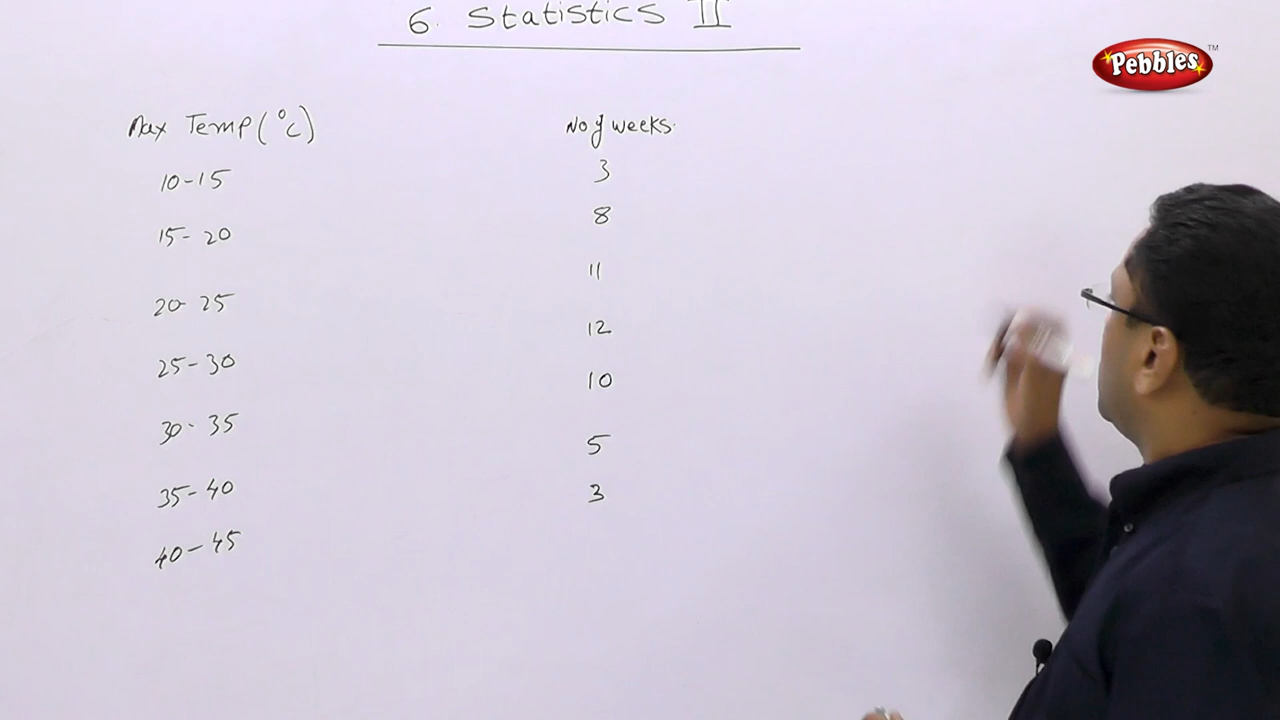 6. Statistics II
Pebbles TM
Max Temp (°C) No of weeks.
10-15 3
15-20 8
20-25 11
25-30 12
30-35 10
35-40 5
40-45 3